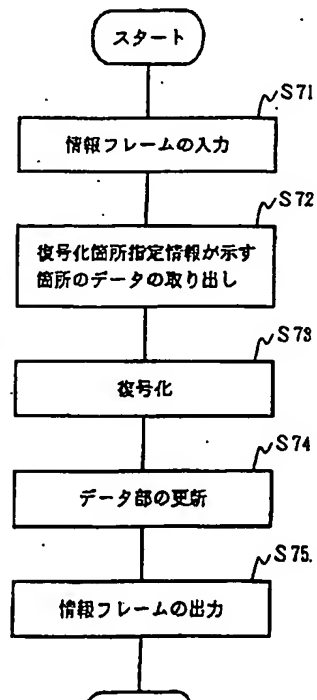 スタート
S71
情報フレームの入力
S72
復号化箇所指定情報が示す
箇所のデータの取り出し
S73
復号化
S74
データ部の更新
S75
情報フレームの出力